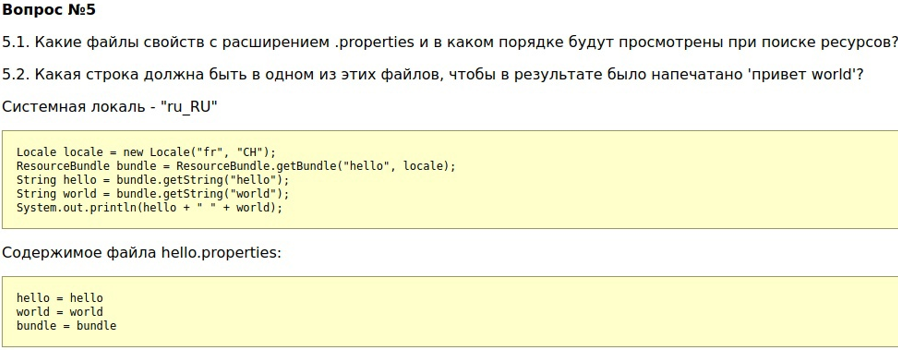 Вопрос №5
5.1. Какие файлы свойств с расширением .properties и в каком порядке будут просмотрены при поиске ресурсов?
5.2. Какая строка должна быть в одном из этих файлов, чтобы в результате было напечатано 'привет world'?
Системная локаль - "ru_RU"
Locale locale = new Locale("fr", "CH");
ResourceBundle bundle = ResourceBundle.getBundle("hello", locale);
String hello = bundle.getString("hello");
String world = bundle.getString("world");
System.out.println(hello + " " + world);
Содержимое файла hello.properties:
hello = hello
world = world
bundle = bundle